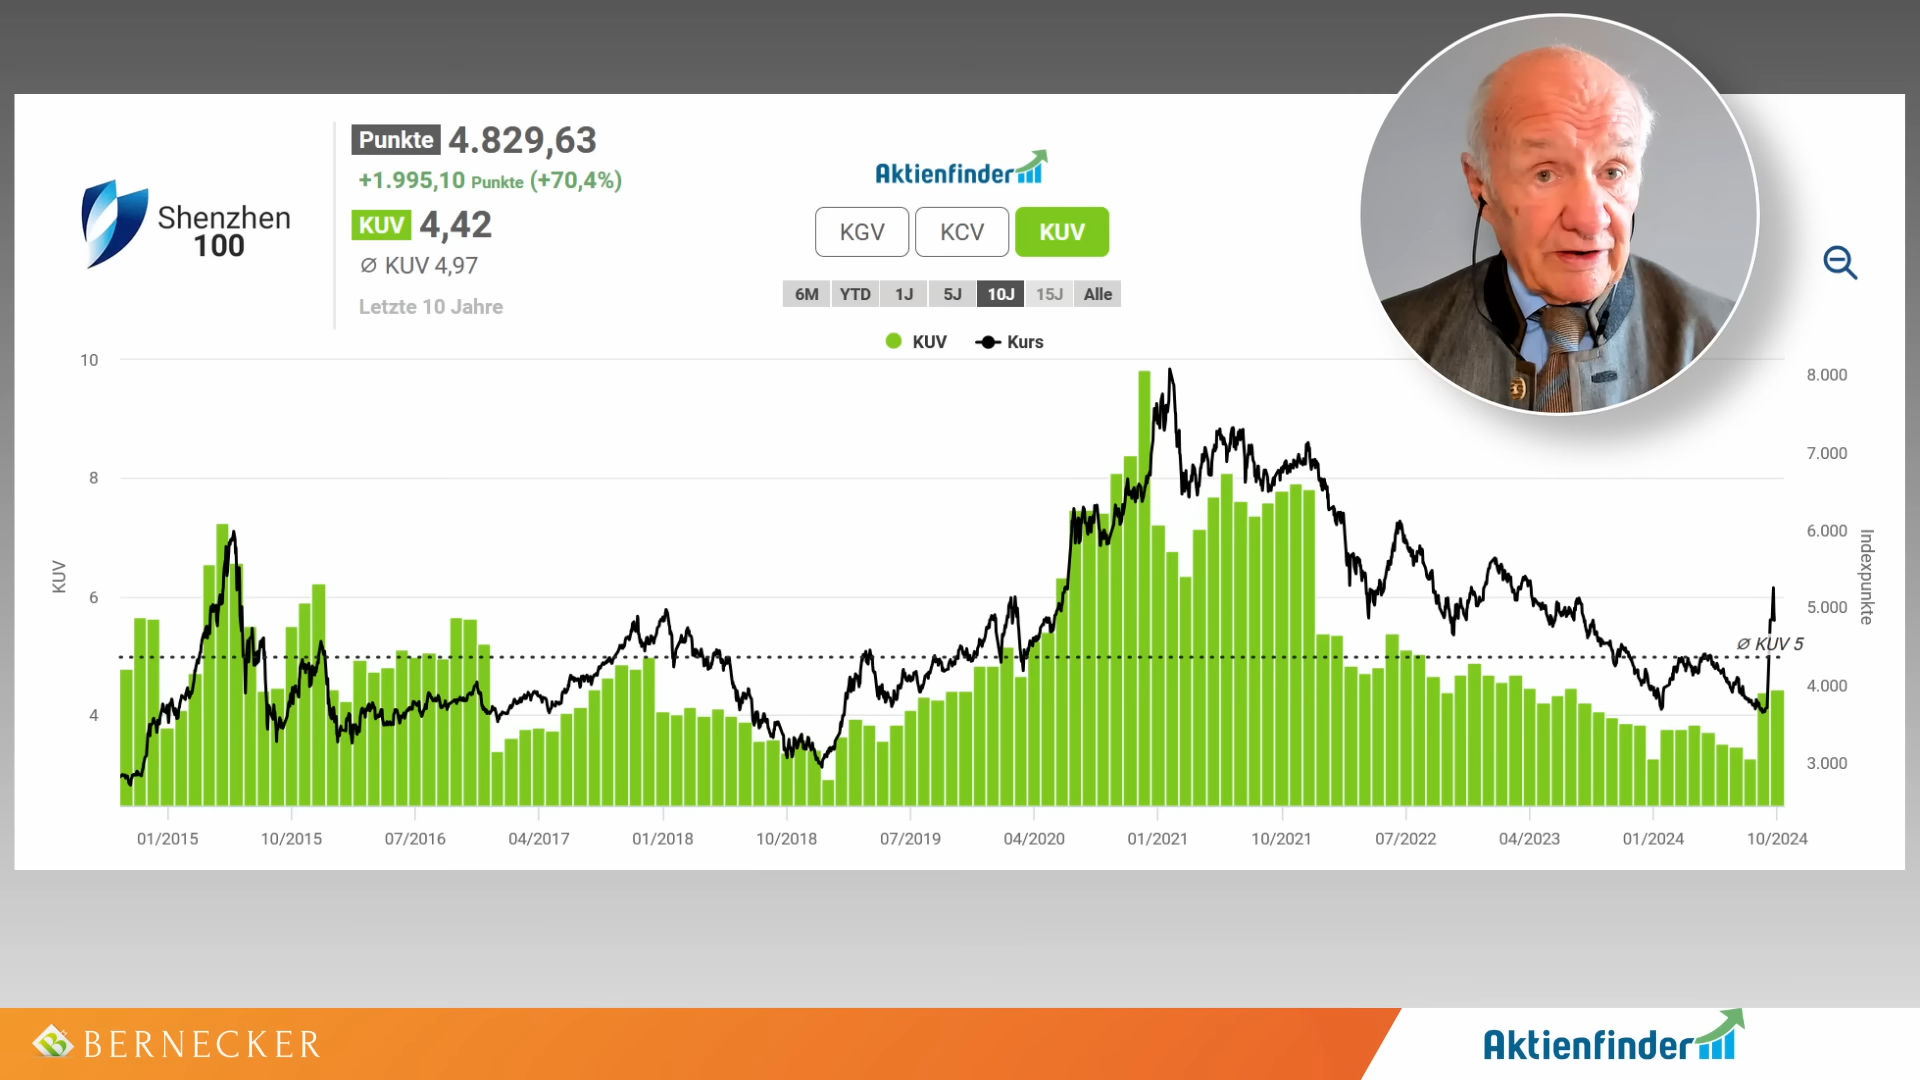 Shenzhen
100
Punkte 4.829,63
+1.995,10 Punkte (+70,4%)
KUV 4,42
Ø KUV 4,97
Letzte 10 Jahre
Aktienfinder
KGV KCV KUV
6M YTD 1J 5J 10J 15J Alle
KUV Kurs
10
8
6
4
KUV
8.000
7.000
6.000
5.000
4.000
3.000
Indexpunkte
Ø KUV 5
01/2015 10/2015 07/2016 04/2017 01/2018 10/2018 07/2019 04/2020 01/2021 10/2021 07/2022 04/2023 01/2024 10/2024
BERNECKER
Aktienfinder